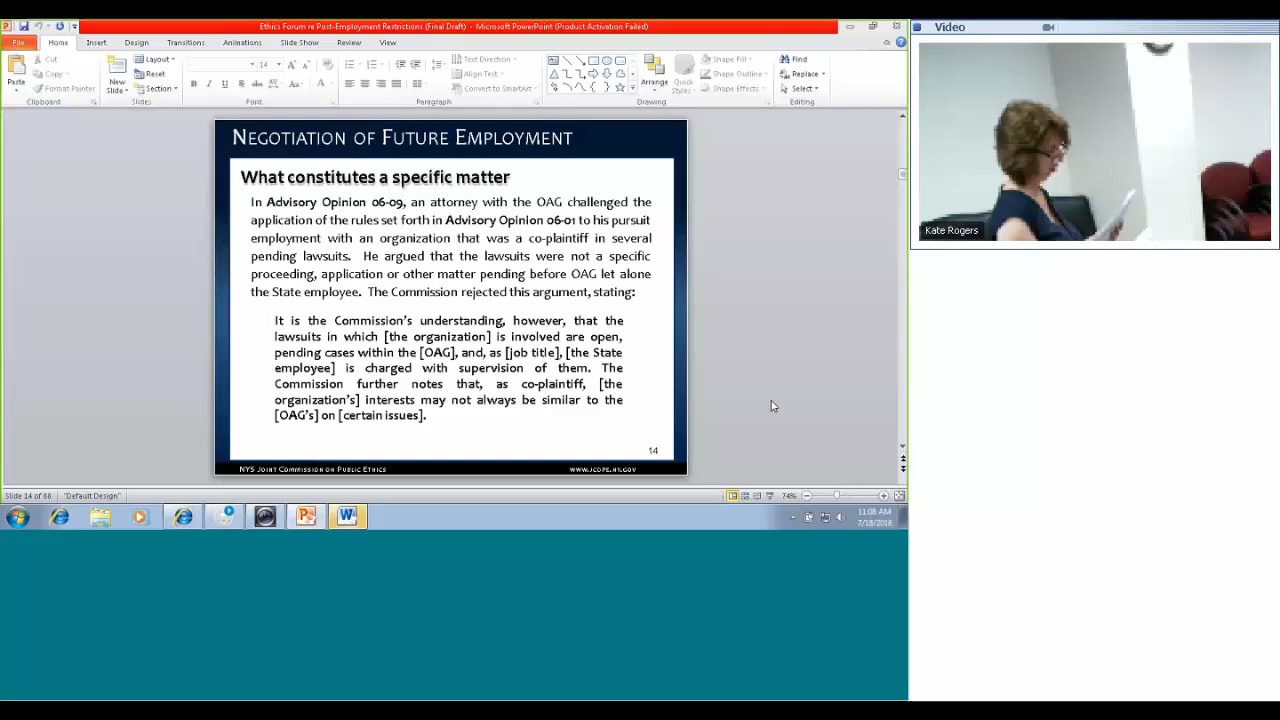 Ethics Forum re Post-Employment Restrictions (Final Draft) - Microsoft PowerPoint (Product Activation Failed)
Video
File Home Insert Design Transitions Animations Slide Show Review View
Paste
Cut
Copy
Format Painter
Clipboard
New
Slide
Layout
Reset
Section
Slides
14
Font
Text Direction
Align Text
Convert to SmartArt
Paragraph
Arrange
Quick
Styles
Shape Fill
Shape Outline
Shape Effects
Drawing
Find
Replace
Select
Editing
Kate Rogers
NEGOTIATION OF FUTURE EMPLOYMENT
What constitutes a specific matter
In Advisory Opinion 06-09, an attorney with the OAG challenged the
application of the rules set forth in Advisory Opinion 06-01 to his pursuit
employment with an organization that was a co-plaintiff in several
pending lawsuits. He argued that the lawsuits were not a specific
proceeding, application or other matter pending before OAG let alone
the State employee. The Commission rejected this argument, stating:
It is the Commission's understanding, however, that the
lawsuits in which [the organization] is involved are open,
pending cases within the [OAG], and, as [job title], [the State
employee] is charged with supervision of them. The
Commission further notes that, as co-plaintiff, [the
organization's] interests may not always be similar to the
[OAG's] on [certain issues].
14
NYS JOINT COMMISSION ON PUBLIC ETHICS
WWW.JCOPE.NY.GOV
Slide 14 of 88 "Default Design"
74%
11:08 AM
7/18/2016